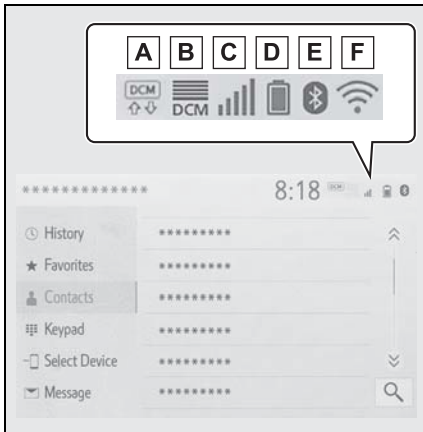 A B C D E F
DCM DCM
************* 8:18 DCM
History *********
Favorites *********
Contacts *********
Keypad *********
Select Device *********
Message *********